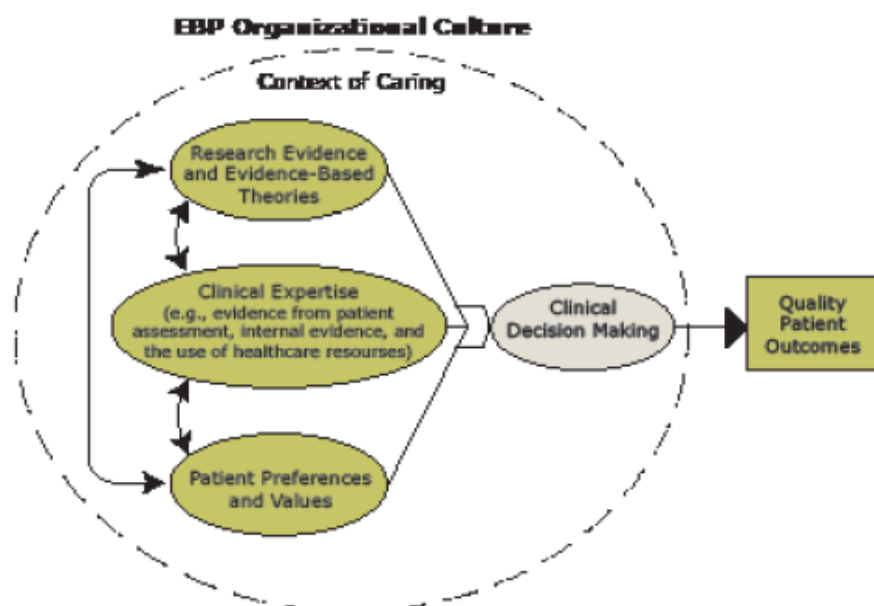 EBP Organizational Culture
Context of Caring
Research Evidence
and Evidence-Based
Theories
Clinical Expertise
(e.g., evidence from patient
assessment, internal evidence, and
the use of healthcare resourses)
Patient Preferences
and Values
Clinical
Decision Making
Quality
Patient
Outcomes